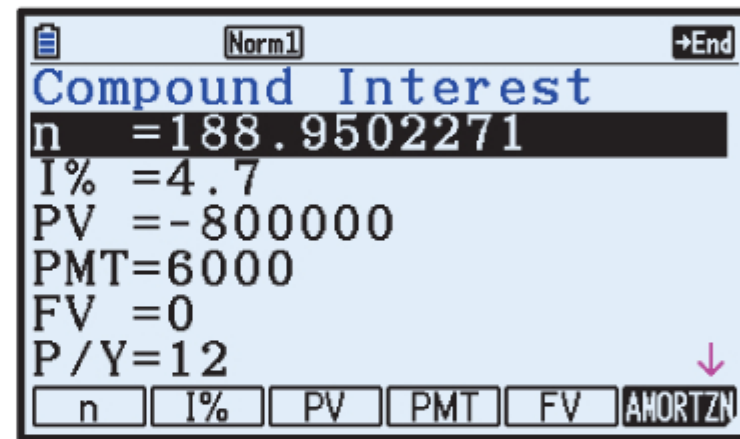 Norm1 →End
Compound Interest
n =188.9502271
I% =4.7
PV =-800000
PMT=6000
FV =0
P/Y=12 ↓
n I% PV PMT FV AMORTZN